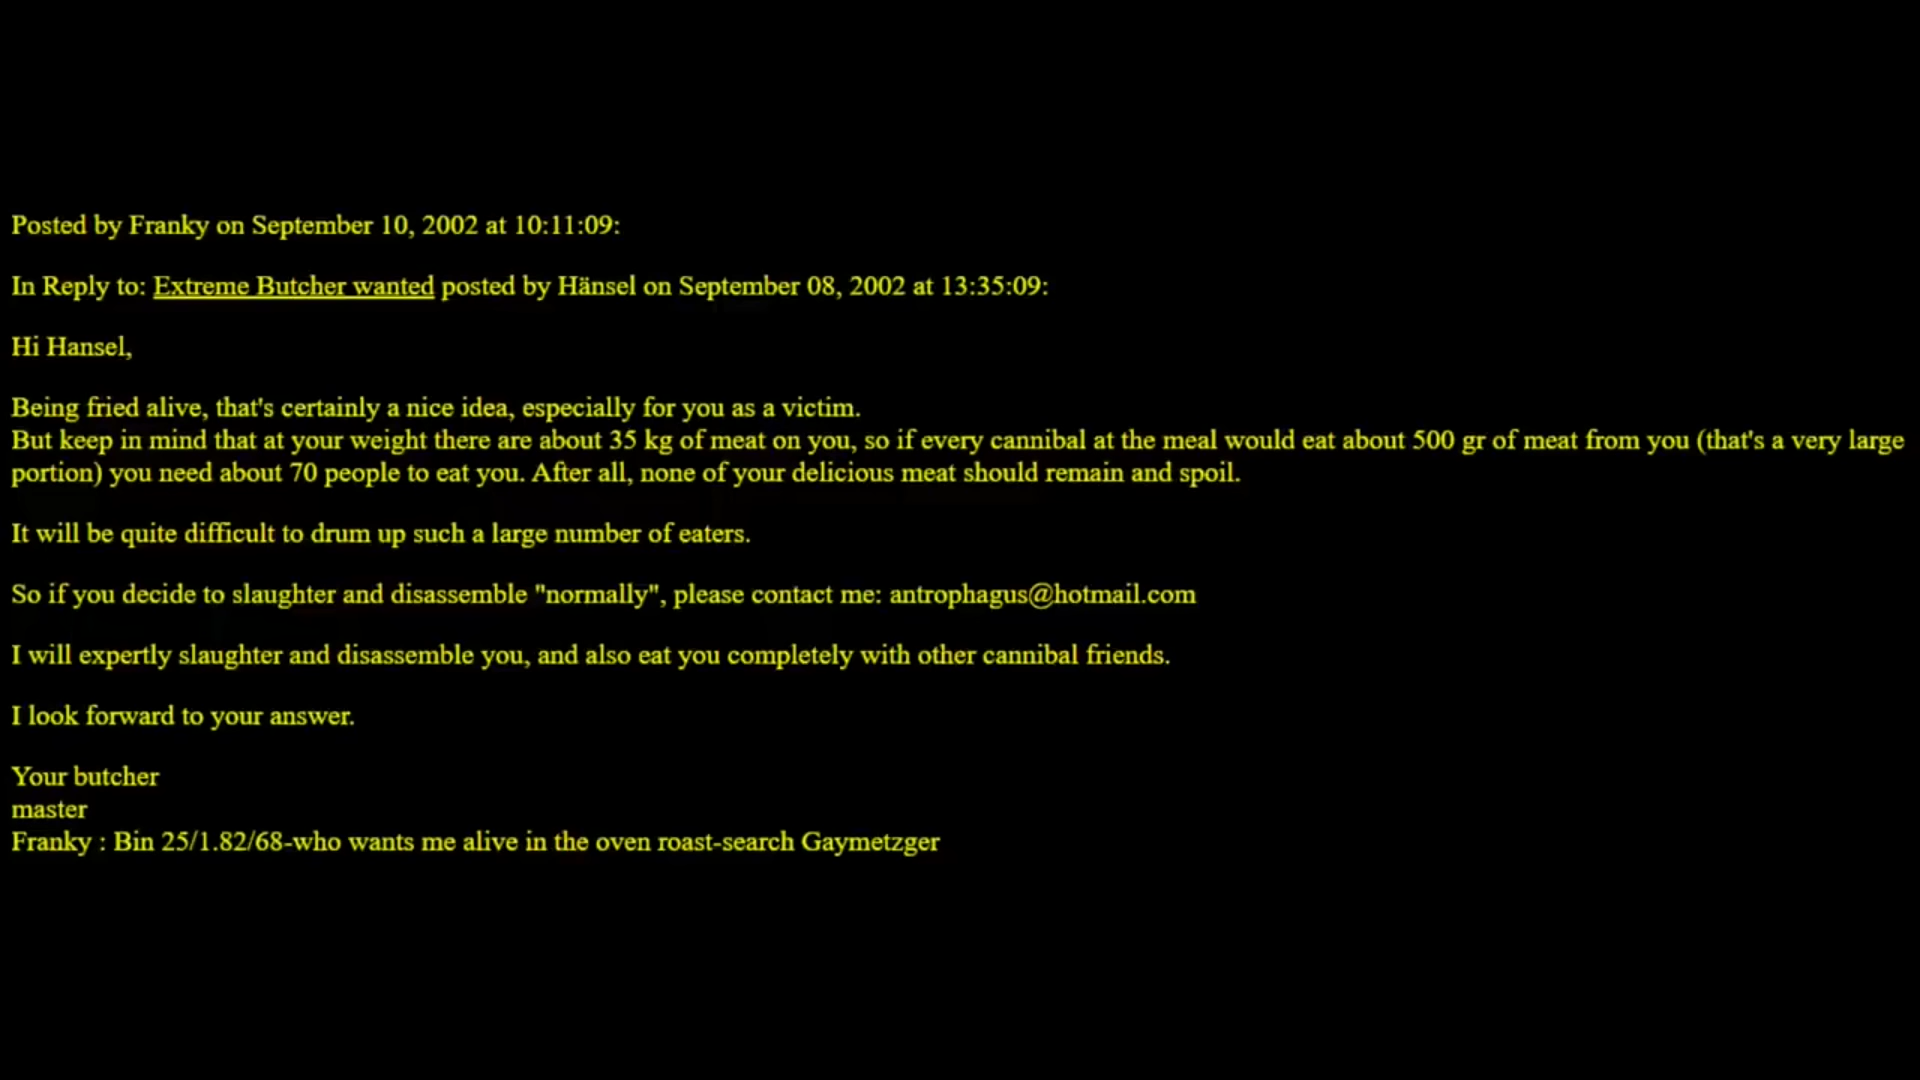 Posted by Franky on September 10, 2002 at 10:11:09:
In Reply to: Extreme Butcher wanted posted by Hänsel on September 08, 2002 at 13:35:09:
Hi Hansel,
Being fried alive, that's certainly a nice idea, especially for you as a victim.
But keep in mind that at your weight there are about 35 kg of meat on you, so if every cannibal at the meal would eat about 500 gr of meat from you (that's a very large
portion) you need about 70 people to eat you. After all, none of your delicious meat should remain and spoil.
It will be quite difficult to drum up such a large number of eaters.
So if you decide to slaughter and disassemble "normally", please contact me: antrophagus@hotmail.com
I will expertly slaughter and disassemble you, and also eat you completely with other cannibal friends.
I look forward to your answer.
Your butcher
master
Franky : Bin 25/1.82/68-who wants me alive in the oven roast-search Gaymetzger